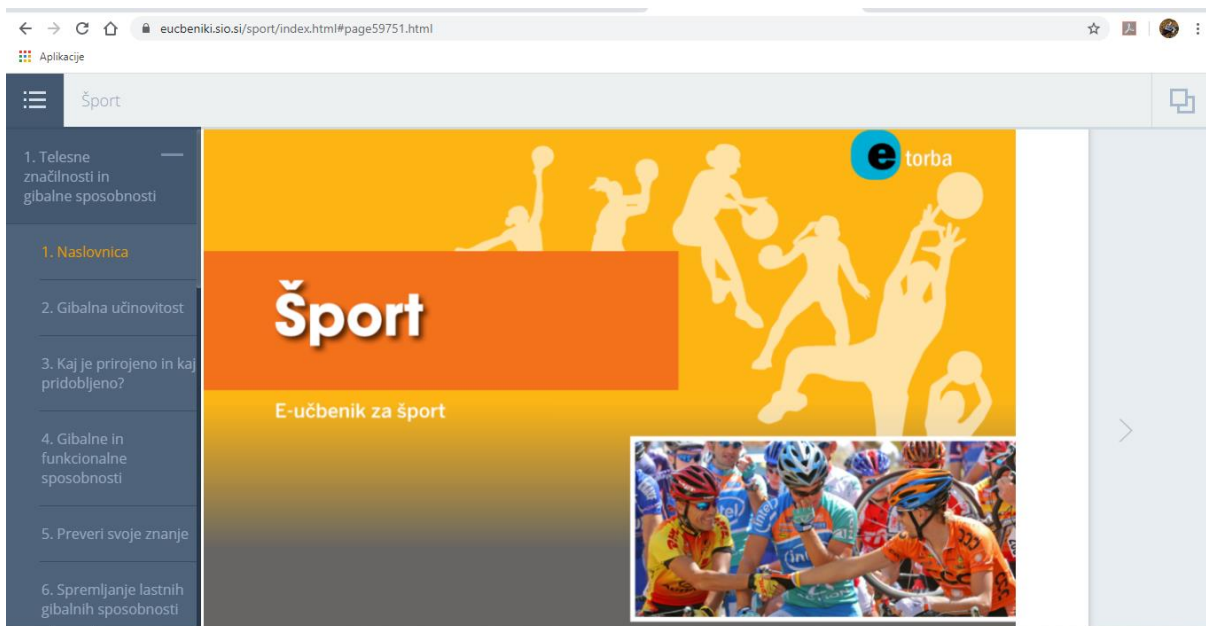 eucbeniki.sio.si/sport/index.html#page59751.html
Aplikacije
Šport
1. Telesne
značilnosti in
gibalne sposobnosti
1. Naslovnica
2. Gibalna učinovitost
3. Kaj je prirojeno in kaj
pridobljeno?
4. Gibalne in
funkcionalne
sposobnosti
5. Preveri svoje znanje
6. Spremljanje lastnih
gibalnih sposobnosti
e torba
Šport
E-učbenik za šport